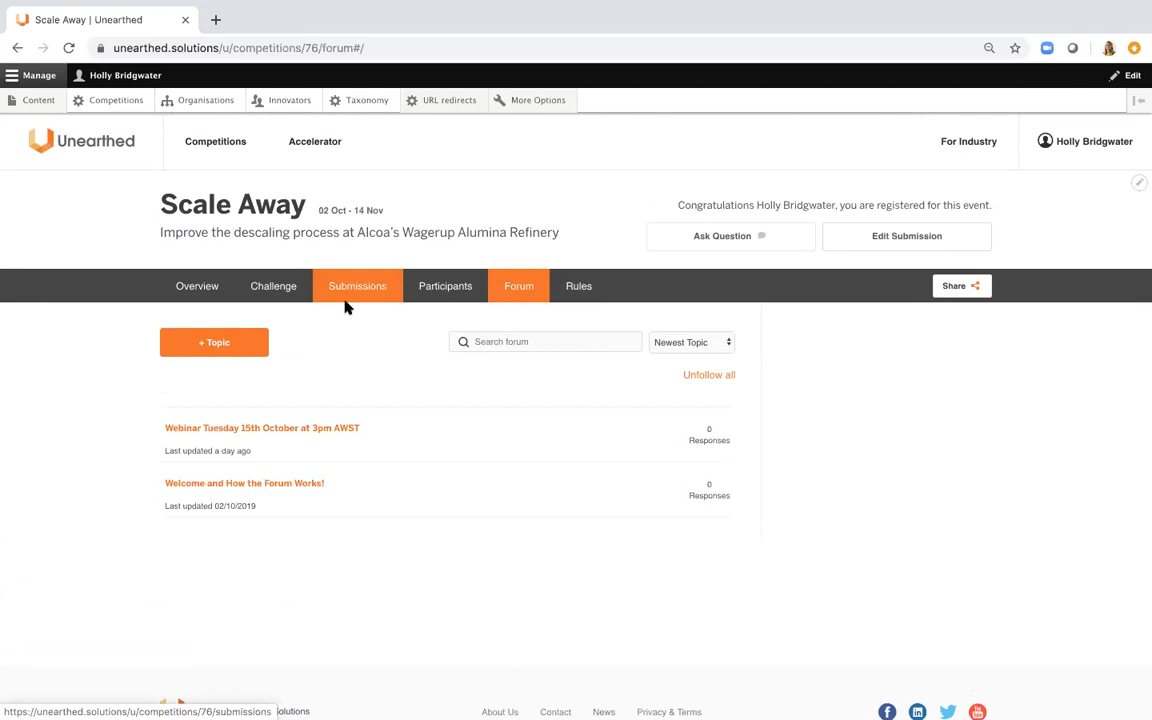 Scale Away | Unearthed
unearthed.solutions/u/competitions/76/forum#/
Manage
Holly Bridgwater
Edit
Content
Competitions
Organisations
Innovators
Taxonomy
URL redirects
More Options
Unearthed
Competitions
Accelerator
For Industry
Holly Bridgwater
Scale Away 02 Oct - 14 Nov
Congratulations Holly Bridgwater, you are registered for this event.
Improve the descaling process at Alcoa's Wagerup Alumina Refinery
Ask Question
Edit Submission
Overview
Challenge
Submissions
Participants
Forum
Rules
Share
+ Topic
Search forum
Newest Topic
Unfollow all
Webinar Tuesday 15th October at 3pm AWST
Last updated a day ago
0
Responses
Welcome and How the Forum Works!
Last updated 02/10/2019
0
Responses
https://unearthed.solutions/u/competitions/76/submissions
olutions
About Us
Contact
News
Privacy & Terms